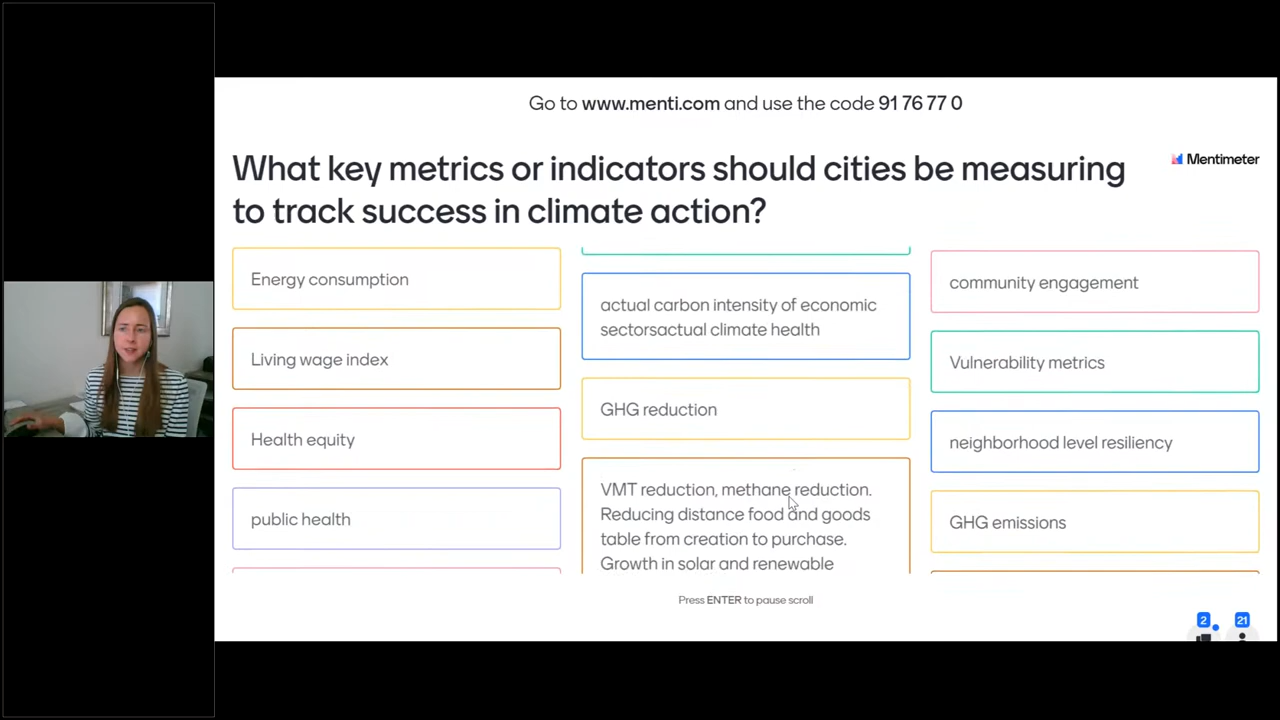 Go to www.menti.com and use the code 91 76 77 0
What key metrics or indicators should cities be measuring
to track success in climate action?
Mentimeter
Energy consumption
Living wage index
Health equity
public health
actual carbon intensity of economic
sectorsactual climate health
GHG reduction
VMT reduction, methane reduction.
Reducing distance food and goods
table from creation to purchase.
Growth in solar and renewable
community engagement
Vulnerability metrics
neighborhood level resiliency
GHG emissions
Press ENTER to pause scroll
2
21